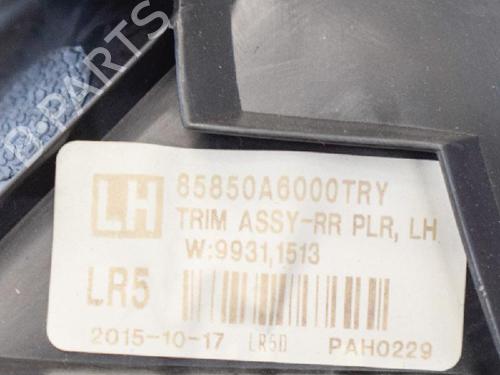 B-PARTS
LH
85850A6000TRY
TRIM ASSY-RR PLR, LH
W:9931,1513
LR5
2015-10-17 LR5D PAH0229